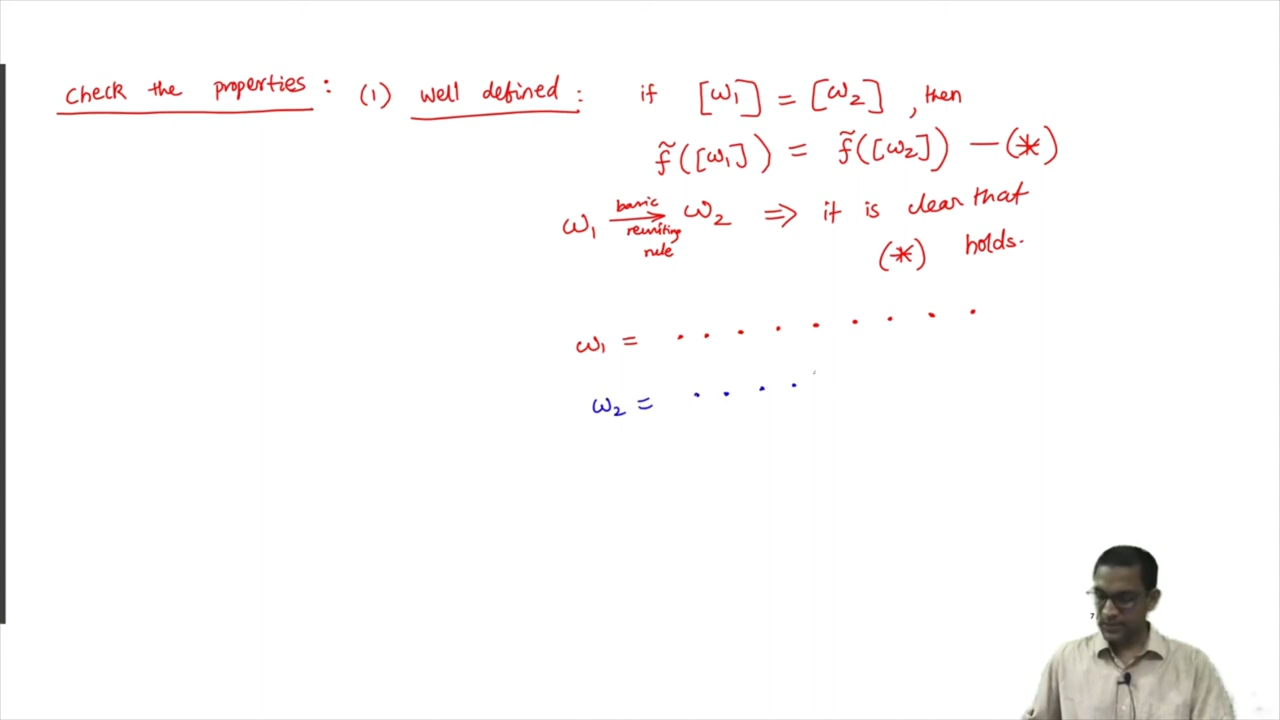 Check the properties : (1) Well defined : if [ω1] = [ω2] , then
f̃([ω1]) = f̃([ω2]) — (*)
ω1 basic rewriting rule → ω2 ⇒ it is clear that
(*) holds.
ω1 = . . . . . . . . .
ω2 = . . . .
7